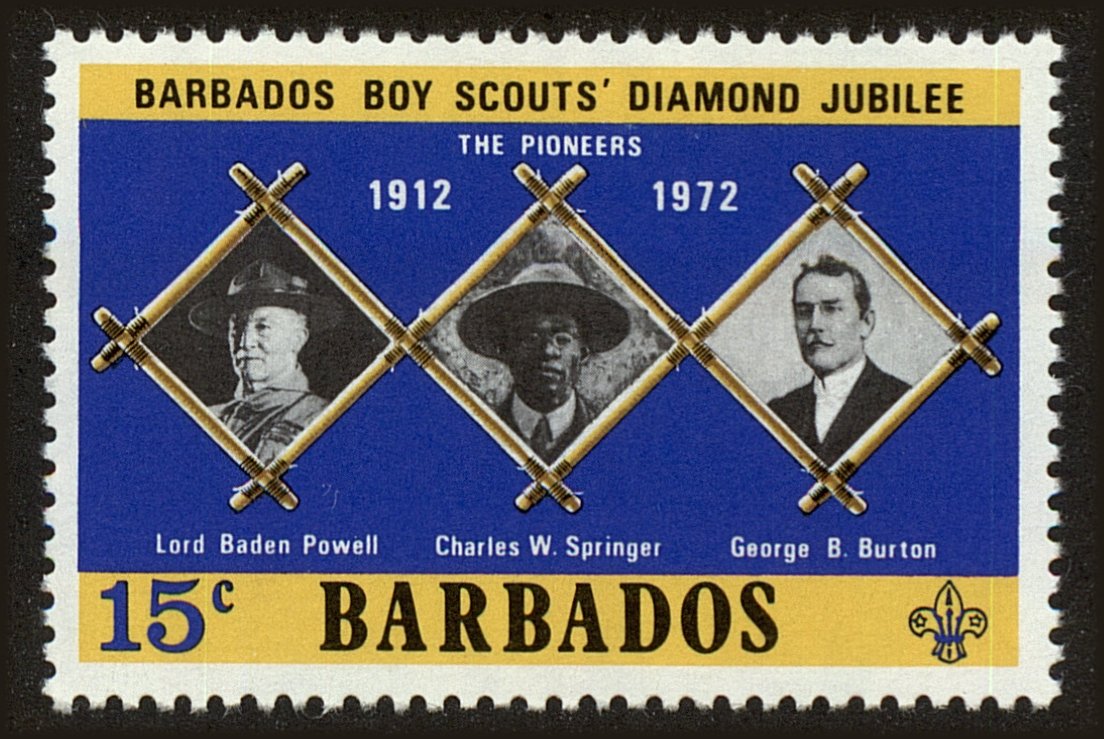 BARBADOS BOY SCOUTS' DIAMOND JUBILEE
THE PIONEERS
1912 1972
Lord Baden Powell Charles W. Springer George B. Burton
15c BARBADOS